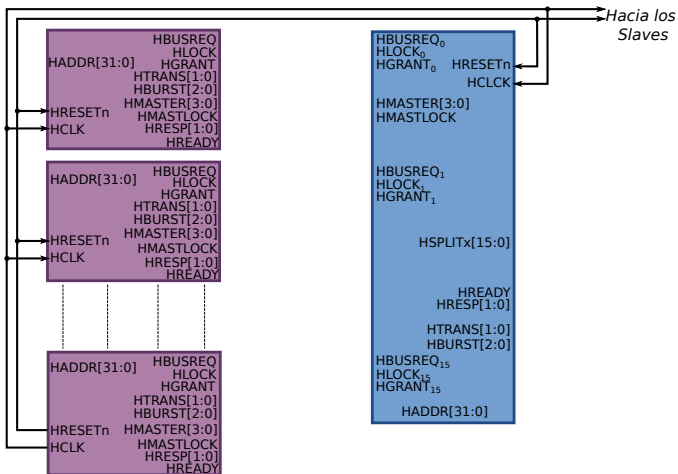 Hacia los
Slaves
HBUSREQ
HLOCK
HGRANT
HADDR[31:0]
HTRANS[1:0]
HBURST[2:0]
HMASTER[3:0]
HRESETn
HMASTLOCK
HCLK
HRESP[1:0]
HREADY
HBUSREQ
HADDR[31:0]
HLOCK
HGRANT
HTRANS[1:0]
HBURST[2:0]
HMASTER[3:0]
HRESETn
HMASTLOCK
HCLK
HRESP[1:0]
HREADY
HBUSREQ
HADDR[31:0]
HLOCK
HGRANT
HTRANS[1:0]
HBURST[2:0]
HRESETn
HMASTER[3:0]
HMASTLOCK
HCLK
HRESP[1:0]
HREADY
HBUSREQ0
HLOCK0
HGRANT0
HRESETn
HCLCK
HMASTER[3:0]
HMASTLOCK
HBUSREQ1
HLOCK1
HGRANT1
HSPLITx[15:0]
HREADY
HRESP[1:0]
HTRANS[1:0]
HBURST[2:0]
HBUSREQ15
HLOCK15
HGRANT15
HADDR[31:0]